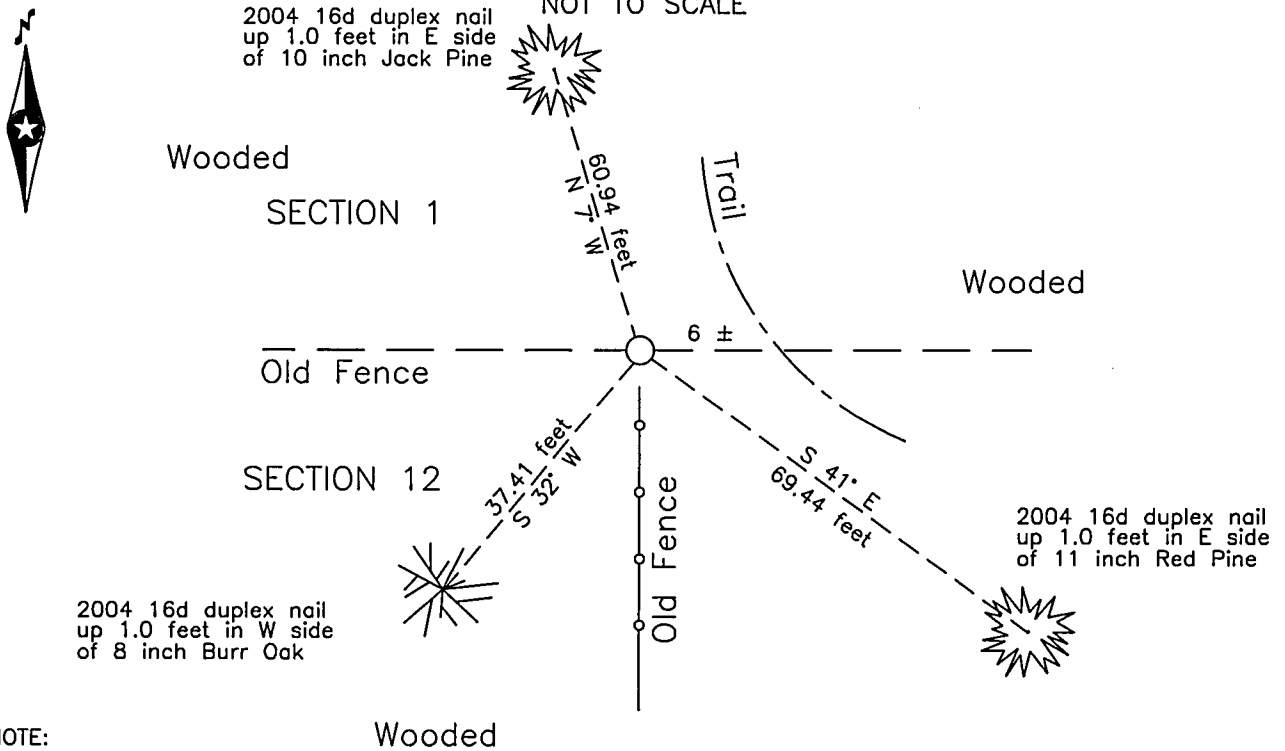 NOT TO SCALE
N
2004 16d duplex nail
up 1.0 feet in E side
of 10 inch Jack Pine
Wooded
SECTION 1
60.94 feet
N 7° W
Trail
Wooded
6 ±
Old Fence
SECTION 12
37.41 feet
S 32° W
Old Fence
S 41° E
69.44 feet
2004 16d duplex nail
up 1.0 feet in E side
of 11 inch Red Pine
2004 16d duplex nail
up 1.0 feet in W side
of 8 inch Burr Oak
Wooded
NOTE: